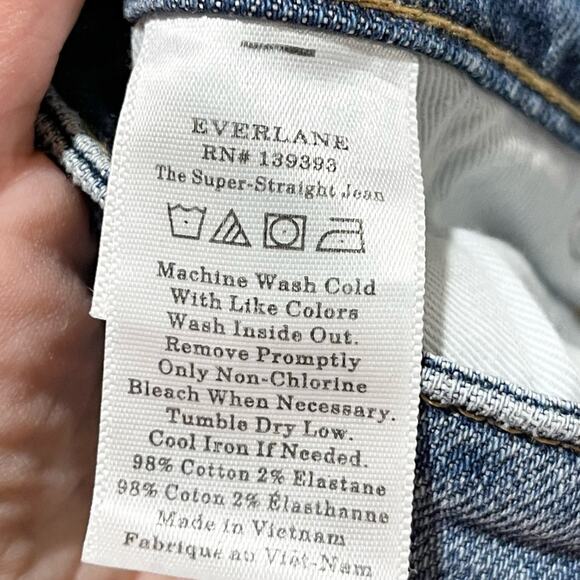 EVERLANE
RN# 139393
The Super-Straight Jean
Machine Wash Cold
With Like Colors
Wash Inside Out.
Remove Promptly
Only Non-Chlorine
Bleach When Necessary.
Tumble Dry Low.
Cool Iron If Needed.
98% Cotton 2% Elastane
98% Coton 2% Élasthanne
Made in Vietnam
Fabriqué au Viêt-Nam